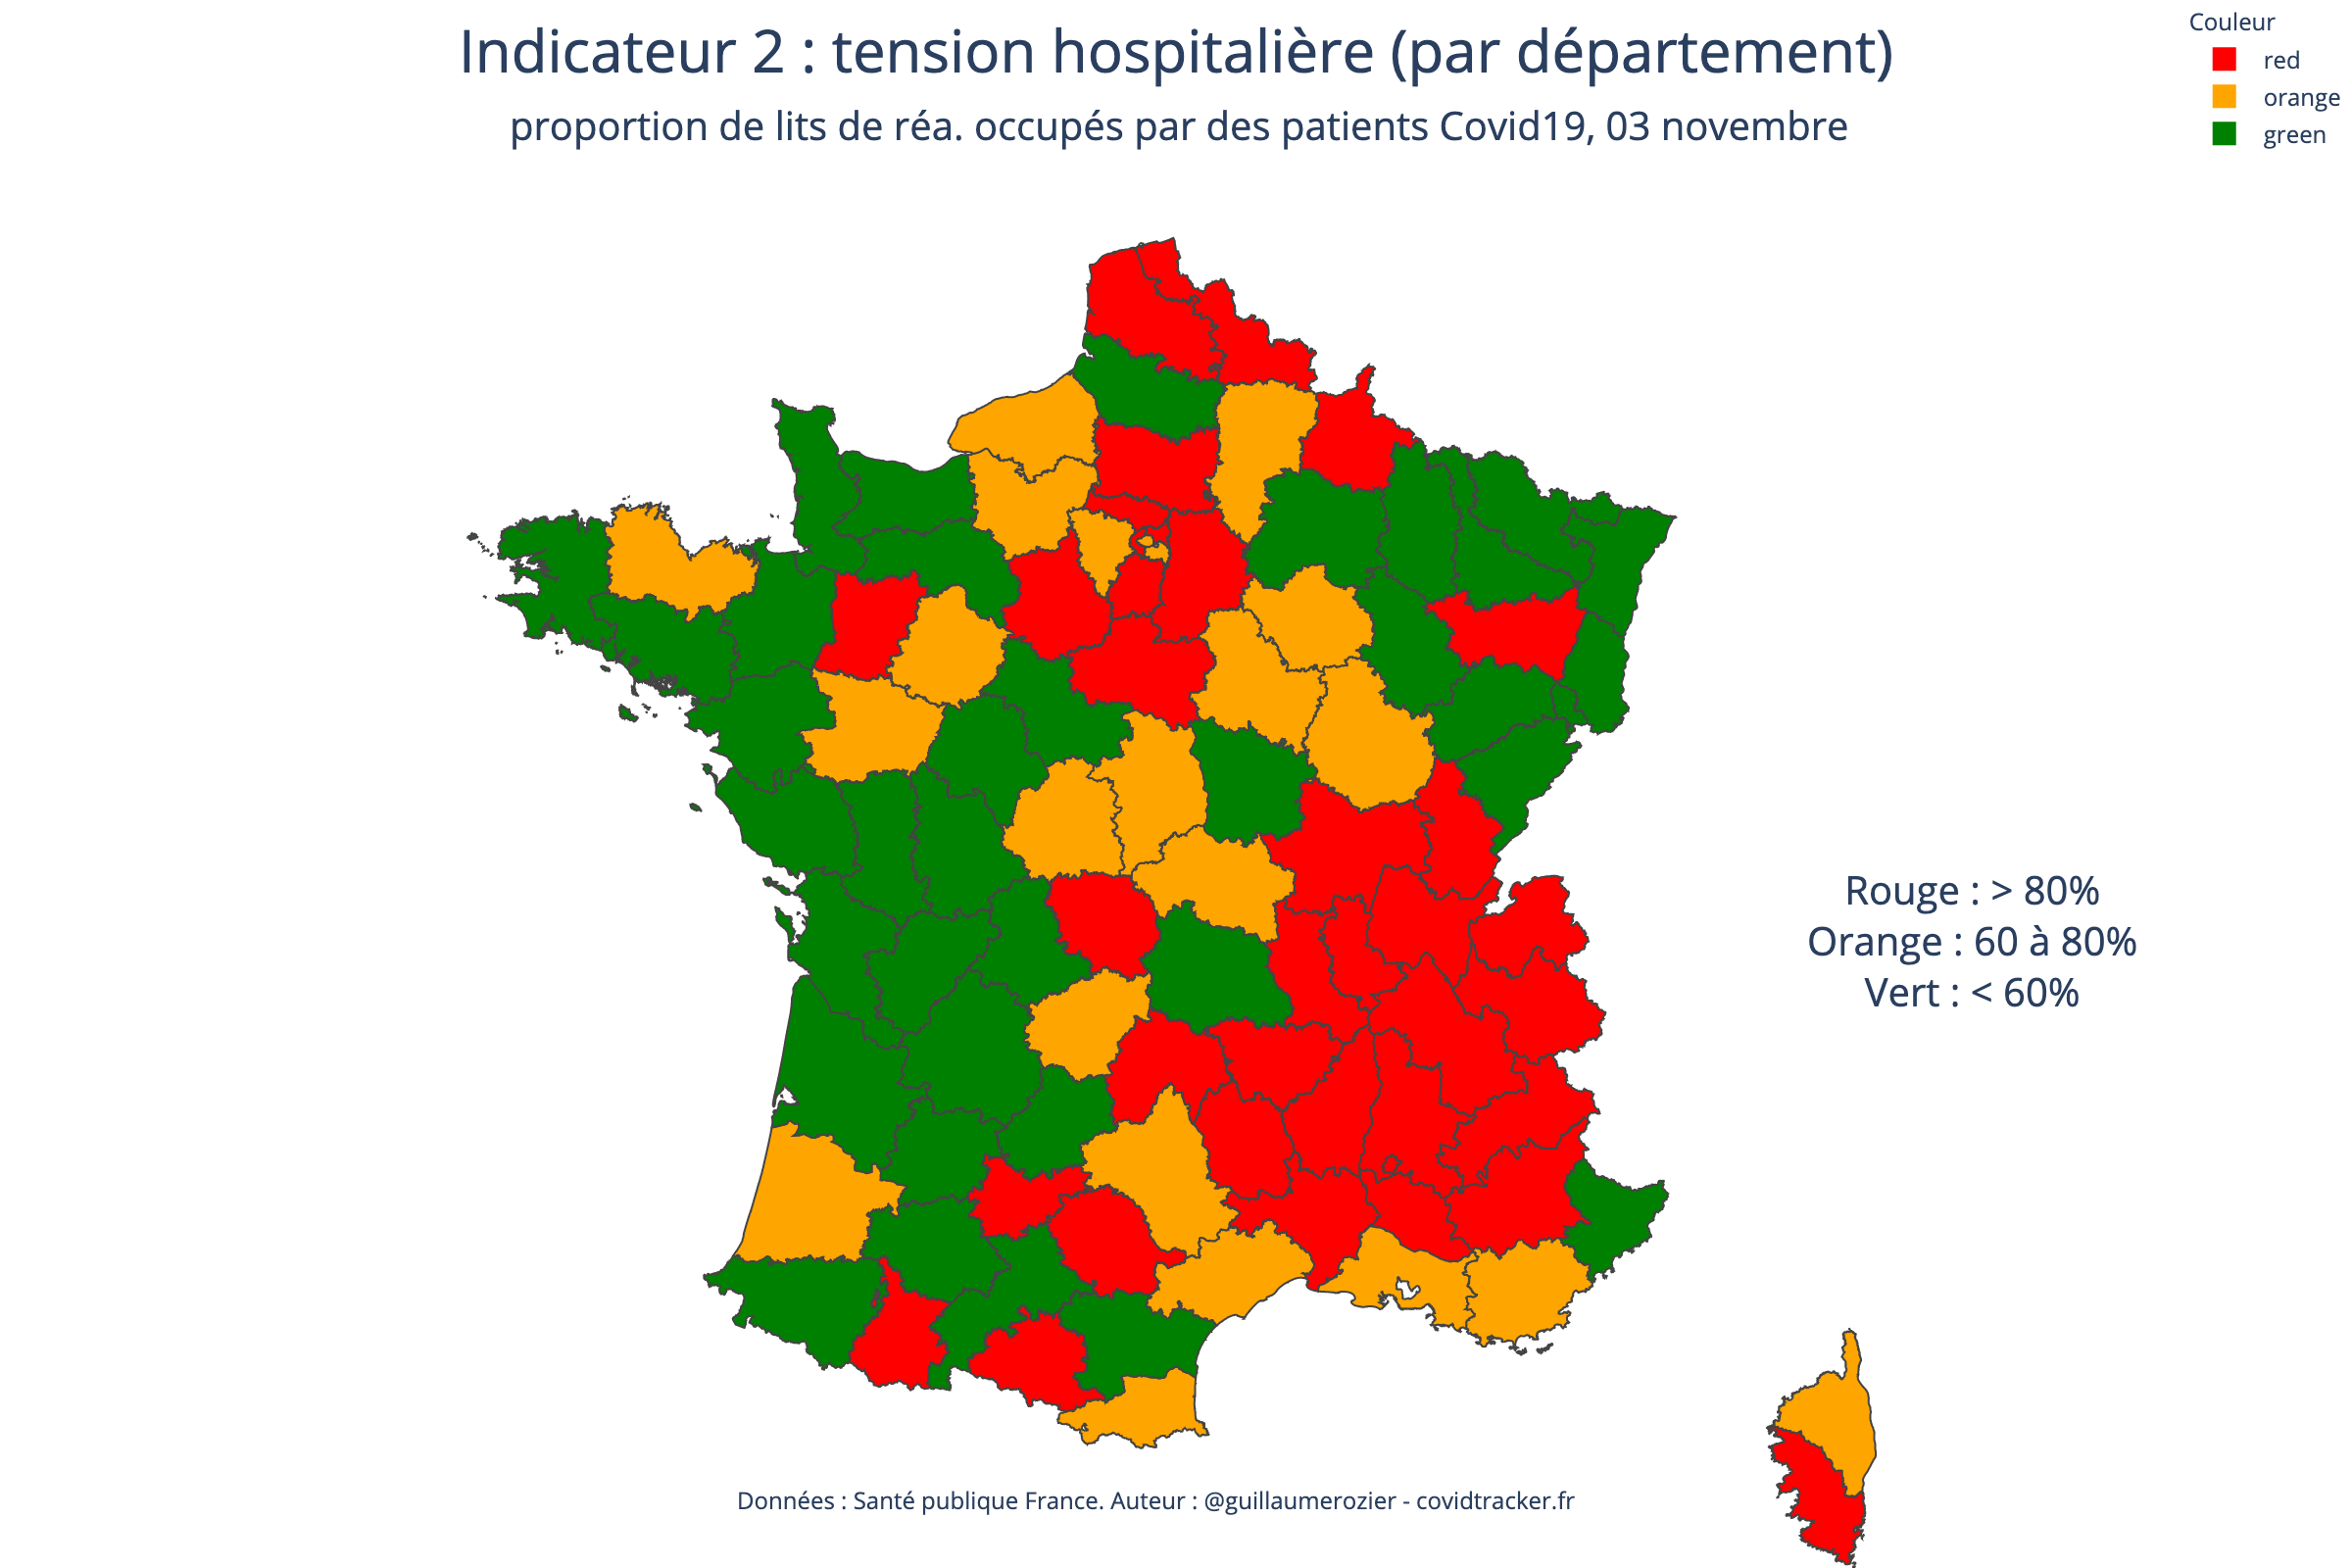 Indicateur 2 : tension hospitalière (par département)
proportion de lits de réa. occupés par des patients Covid19, 03 novembre
Couleur
red
orange
green
Rouge : > 80%
Orange : 60 à 80%
Vert : < 60%
Données : Santé publique France. Auteur : @guillaumerozier - covidtracker.fr